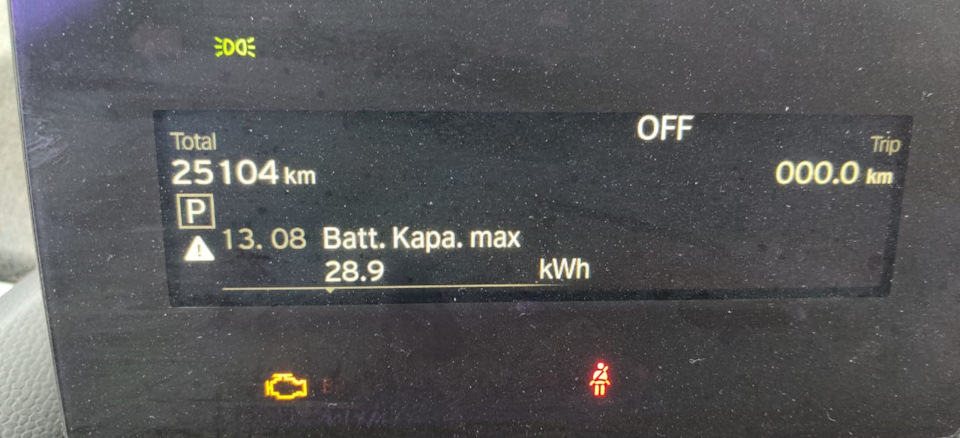 OFF
Total
Trip
25104 km
000.0 km
P
13. 08 Batt. Kapa. max
28.9 kWh